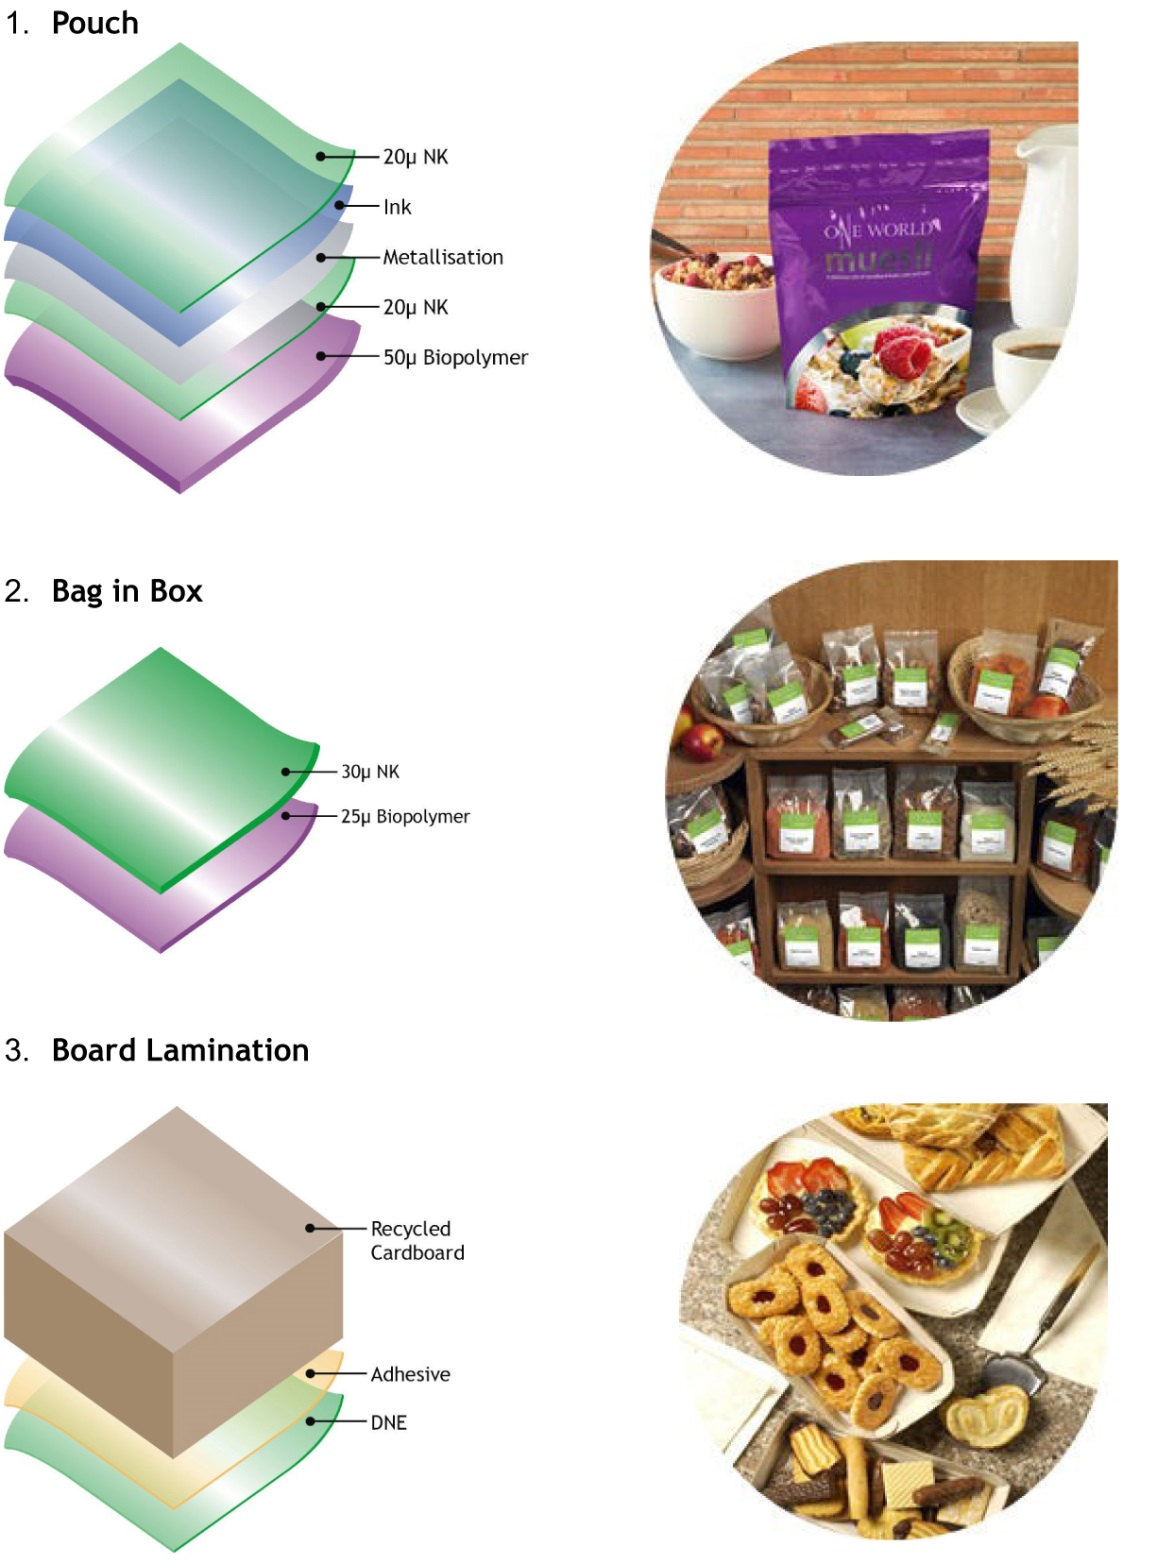 1. Pouch
20µ NK
Ink
Metallisation
20µ NK
50µ Biopolymer
ONE WORLD
muesli
2. Bag in Box
30µ NK
25µ Biopolymer
3. Board Lamination
Recycled
Cardboard
Adhesive
DNE